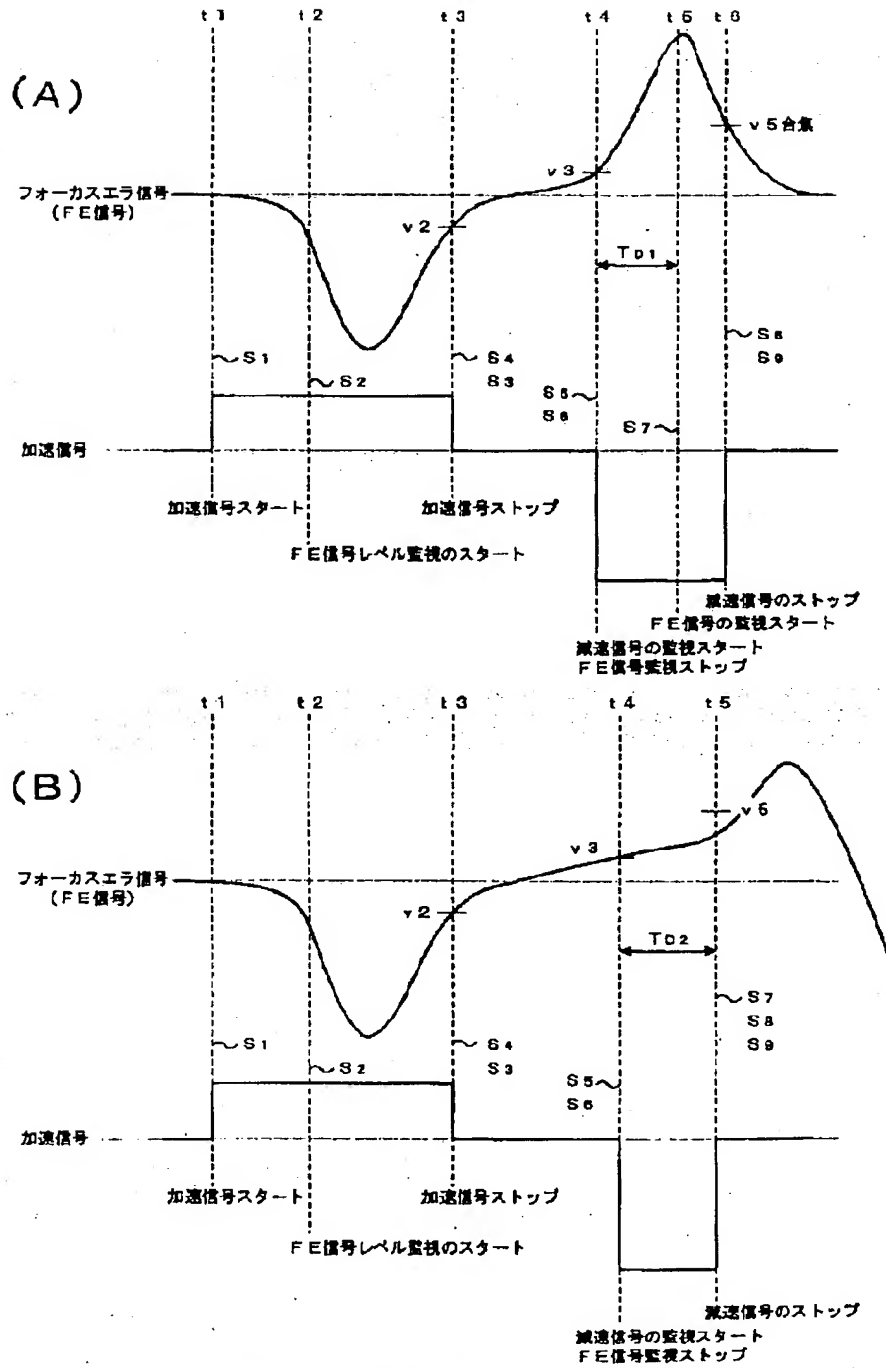 t1 t2 t3 t4 t5 t6
(A)
v5合焦
v3
フォーカスエラ信号
(FE信号)
v2
TD1
S1
S2
S4
S3
S5
S6
S7
S8
S9
加速信号
加速信号スタート
加速信号ストップ
FE信号レベル監視のスタート
減速信号のストップ
FE信号の監視スタート
減速信号の監視スタート
FE信号監視ストップ
t1 t2 t3 t4 t5
(B)
v6
v3
フォーカスエラ信号
(FE信号)
v2
TD2
S1
S2
S4
S3
S5
S6
S7
S8
S9
加速信号
加速信号スタート
加速信号ストップ
FE信号レベル監視のスタート
減速信号のストップ
減速信号の監視スタート
FE信号監視ストップ